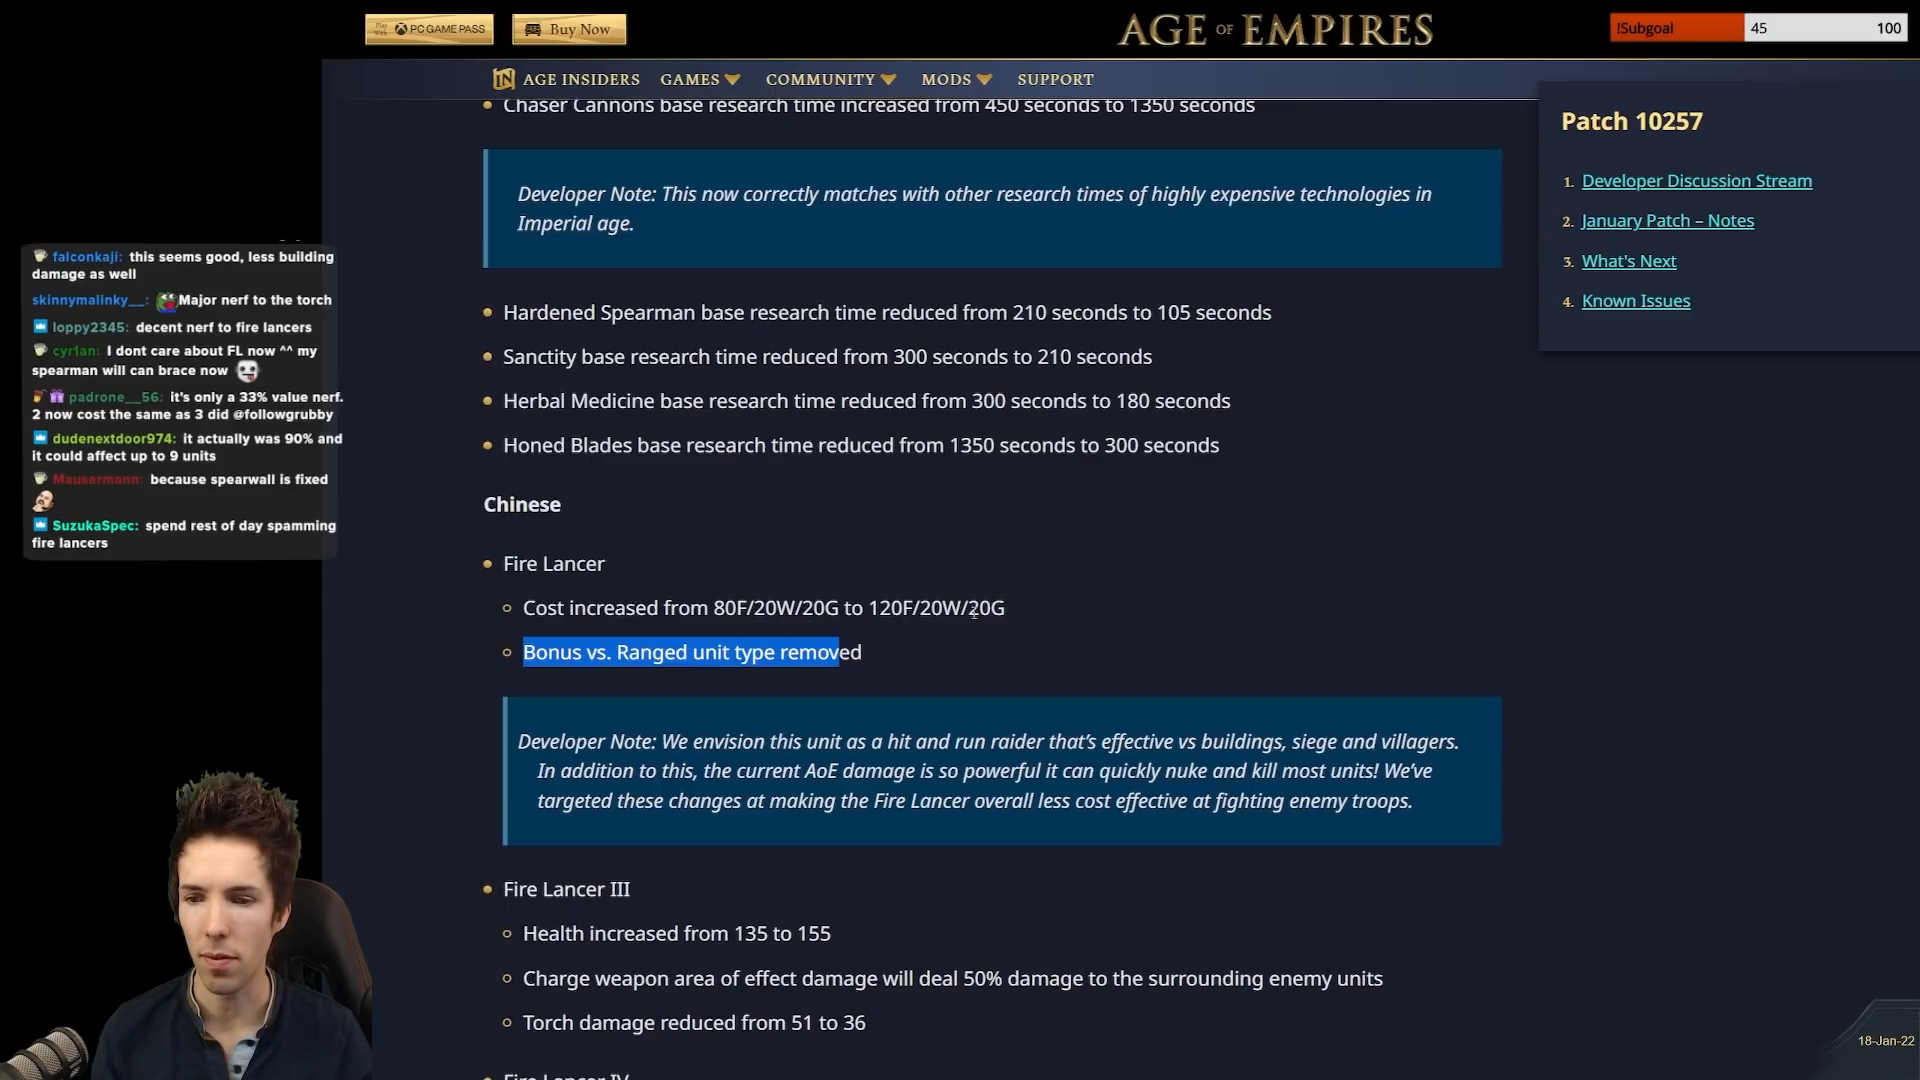 Play with PC GAME PASS
Buy Now
AGE OF EMPIRES
!Subgoal 45 100
AGE INSIDERS GAMES COMMUNITY MODS SUPPORT
Chaser Cannons base research time increased from 450 seconds to 1350 seconds
Developer Note: This now correctly matches with other research times of highly expensive technologies in
Imperial age.
Hardened Spearman base research time reduced from 210 seconds to 105 seconds
Sanctity base research time reduced from 300 seconds to 210 seconds
Herbal Medicine base research time reduced from 300 seconds to 180 seconds
Honed Blades base research time reduced from 1350 seconds to 300 seconds
Chinese
Fire Lancer
Cost increased from 80F/20W/20G to 120F/20W/20G
Bonus vs. Ranged unit type removed
Developer Note: We envision this unit as a hit and run raider that's effective vs buildings, siege and villagers.
In addition to this, the current AoE damage is so powerful it can quickly nuke and kill most units! We've
targeted these changes at making the Fire Lancer overall less cost effective at fighting enemy troops.
Fire Lancer III
Health increased from 135 to 155
Charge weapon area of effect damage will deal 50% damage to the surrounding enemy units
Torch damage reduced from 51 to 36
Fire Lancer IV
Patch 10257
1. Developer Discussion Stream
2. January Patch – Notes
3. What's Next
4. Known Issues
falconkaji: this seems good, less building
damage as well
skinnymalinky__: Major nerf to the torch
loppy2345: decent nerf to fire lancers
cyr1an: I dont care about FL now ^^ my
spearman will can brace now
padrone__56: it's only a 33% value nerf.
2 now cost the same as 3 did @followgrubby
dudenextdoor974: it actually was 90% and
it could affect up to 9 units
Mausermann: because spearwall is fixed
SuzukaSpec: spend rest of day spamming
fire lancers
18-Jan-22